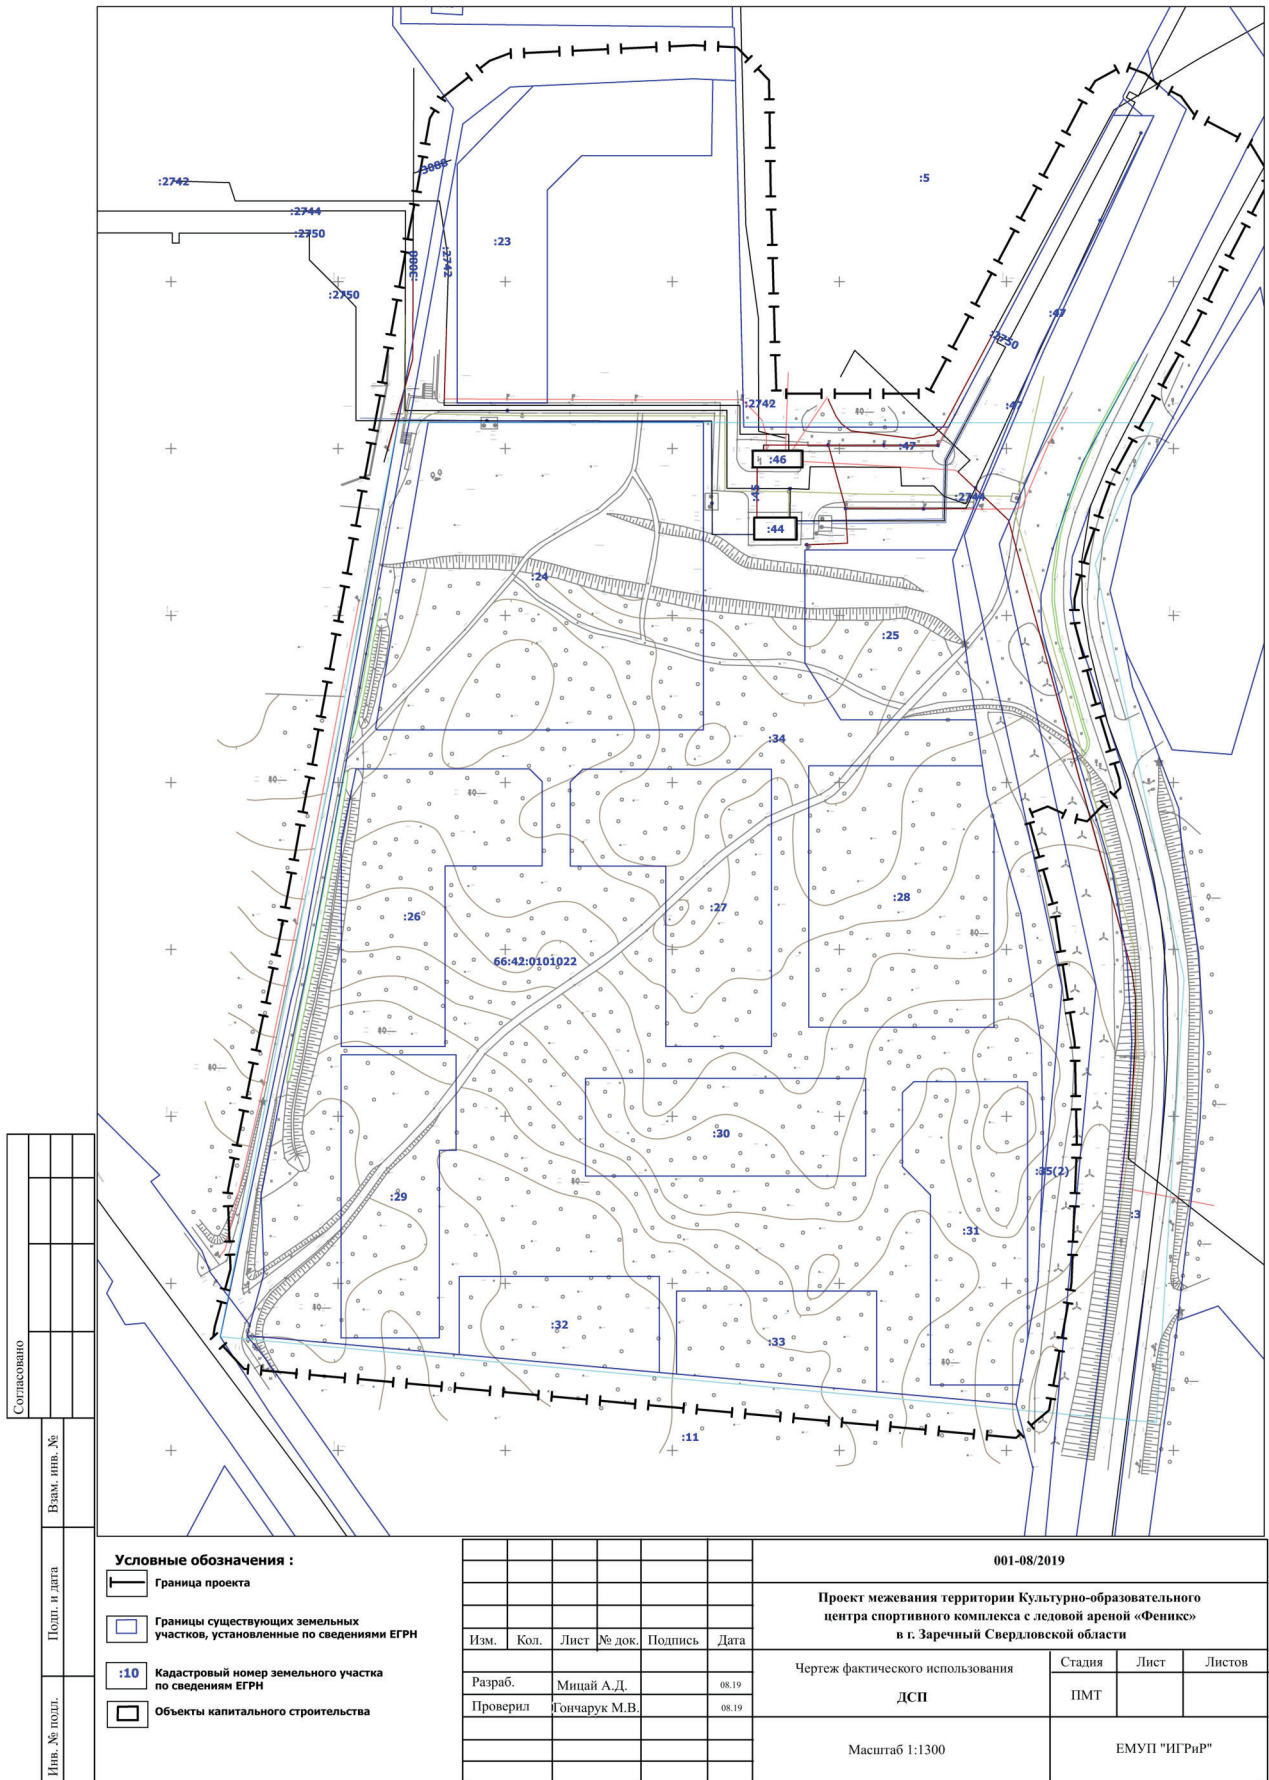 :2742
:3088
:5
:2744
:2750
:23
:3088
:2742
:2750
:47
:2750
:2742
:47
:47
:46
:45
:2744
:44
:24
:25
:34
:26
:27
:28
66:42:0101022
:30
:35(2)
:29
:3
:31
:32
:33
:11
Согласовано
Взам. инв. №
Подп. и дата
Инв. № подл.
Условные обозначения :
Граница проекта
Границы существующих земельных
участков, установленные по сведениям ЕГРН
:10
Кадастровый номер земельного участка
по сведениям ЕГРН
Объекты капитального строительства
001-08/2019
Проект межевания территории Культурно-образовательного
центра спортивного комплекса с ледовой ареной «Феникс»
в г. Заречный Свердловской области
Изм. Кол. Лист № док. Подпись Дата
Разраб. Мицай А.Д. 08.19
Проверил Гончарук М.В. 08.19
Чертеж фактического использования
ДСП
Стадия Лист Листов
ПМТ
Масштаб 1:1300
ЕМУП "ИГРиР"